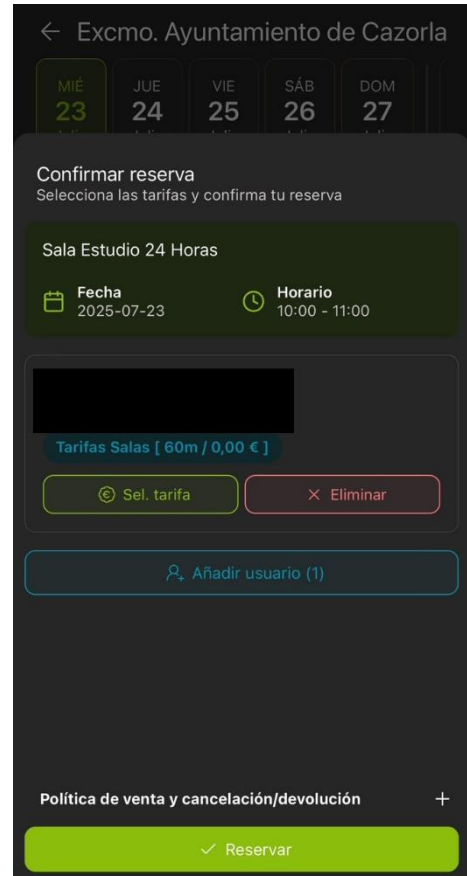 Excmo. Ayuntamiento de Cazorla
MIÉ JUE VIE SÁB DOM
23 24 25 26 27
Confirmar reserva
Selecciona las tarifas y confirma tu reserva
Sala Estudio 24 Horas
Fecha Horario
2025-07-23 10:00 - 11:00
Tarifas Salas [ 60m / 0,00 € ]
Sel. tarifa Eliminar
Añadir usuario (1)
Política de venta y cancelación/devolución
Reservar